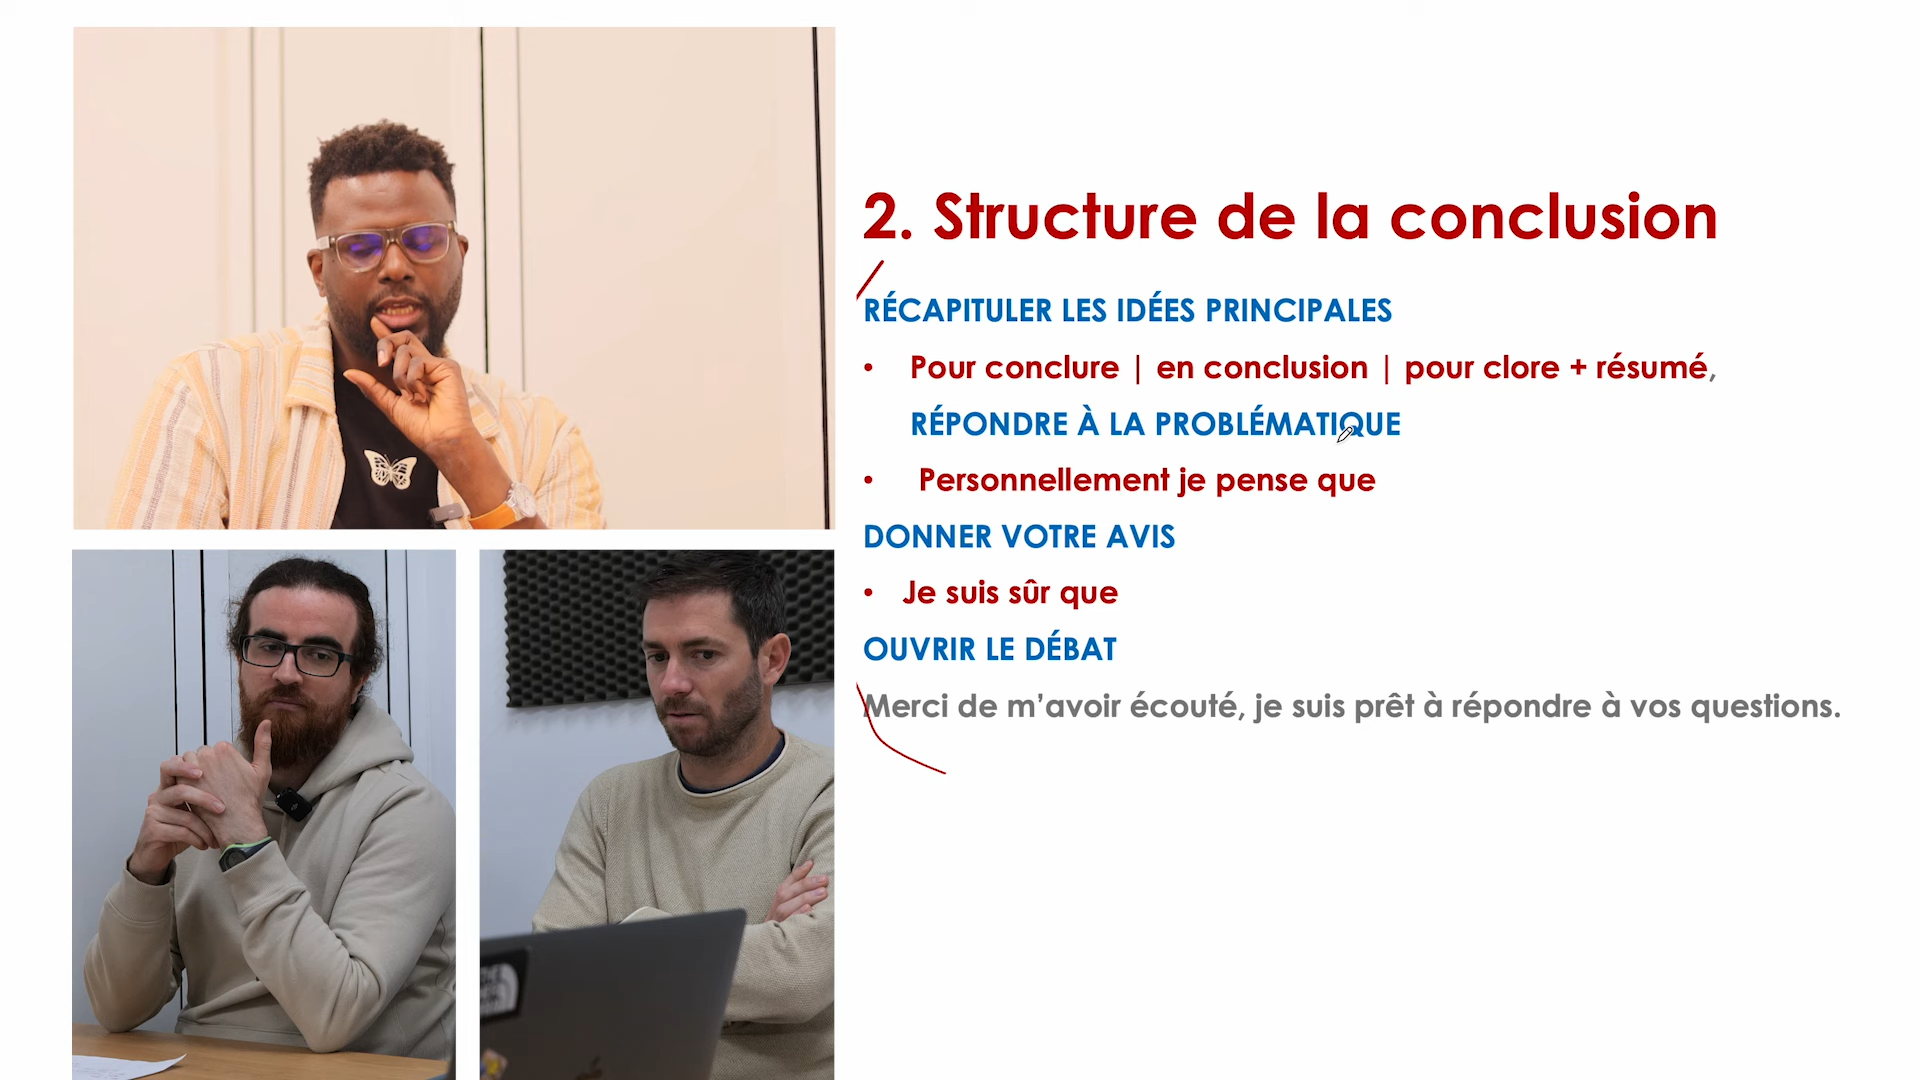 2. Structure de la conclusion
RÉCAPITULER LES IDÉES PRINCIPALES
• Pour conclure | en conclusion | pour clore + résumé,
RÉPONDRE À LA PROBLÉMATIQUE
• Personnellement je pense que
DONNER VOTRE AVIS
• Je suis sûr que
OUVRIR LE DÉBAT
Merci de m’avoir écouté, je suis prêt à répondre à vos questions.